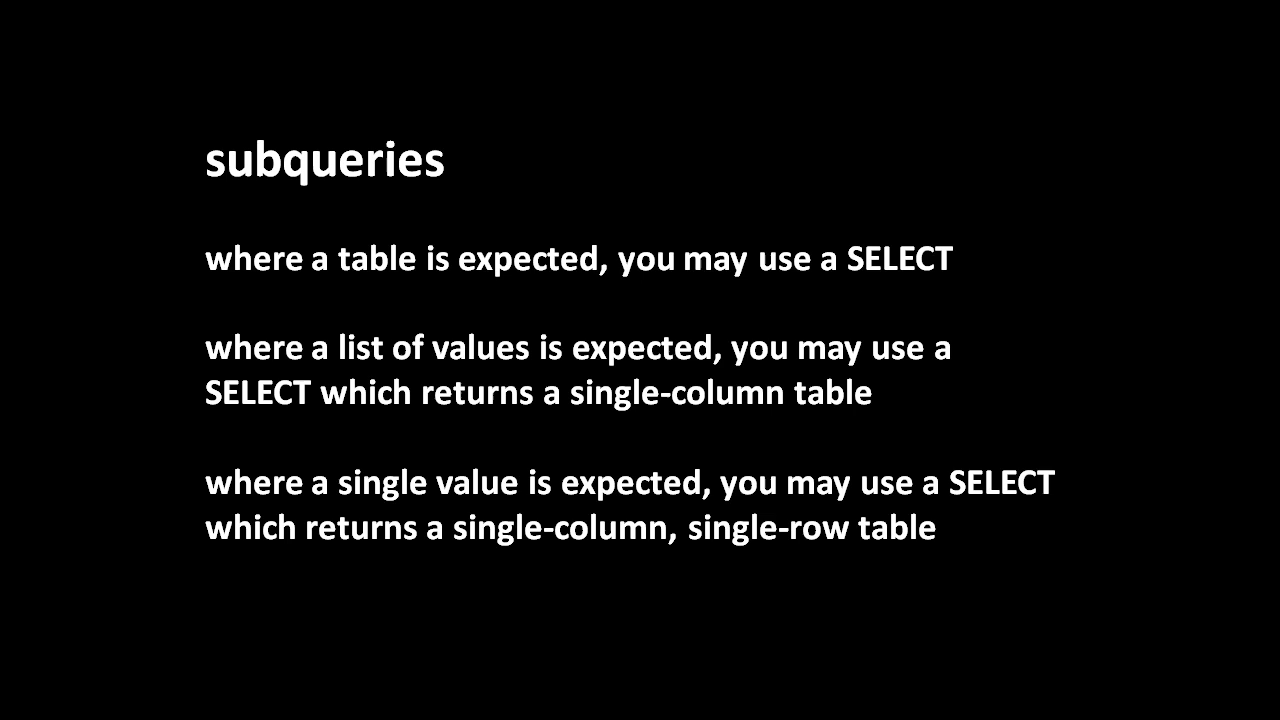 subqueries
where a table is expected, you may use a SELECT
where a list of values is expected, you may use a
SELECT which returns a single-column table
where a single value is expected, you may use a SELECT
which returns a single-column, single-row table